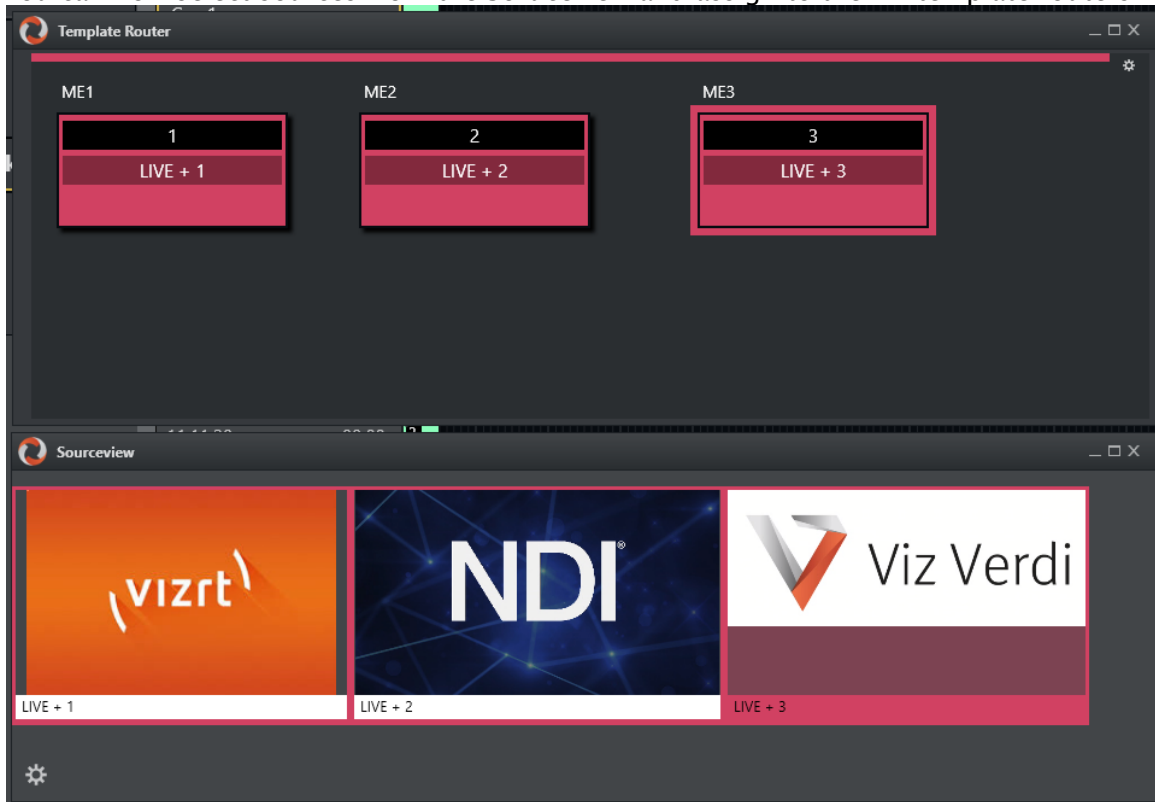 Template Router
ME1 ME2 ME3
1 2 3
LIVE + 1 LIVE + 2 LIVE + 3
Sourceview
vizrt NDI® Viz Verdi
LIVE + 1 LIVE + 2 LIVE + 3